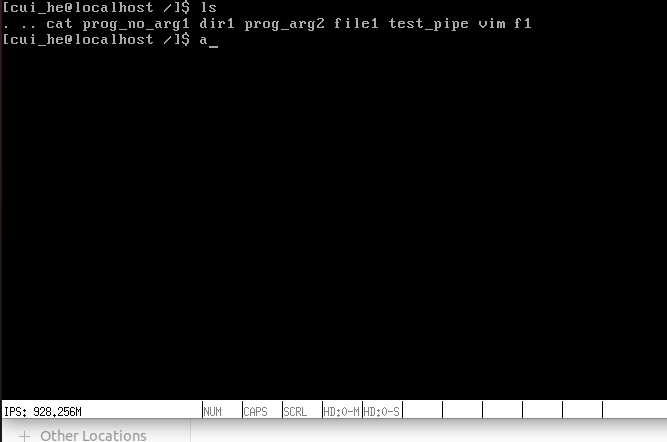 [cui_he@localhost /]$ ls
. .. cat prog_no_arg1 dir1 prog_arg2 file1 test_pipe vim f1
[cui_he@localhost /]$ a_
IPS: 928.256M NUM CAPS SCRL HD:0-M HD:0-S
+ Other Locations